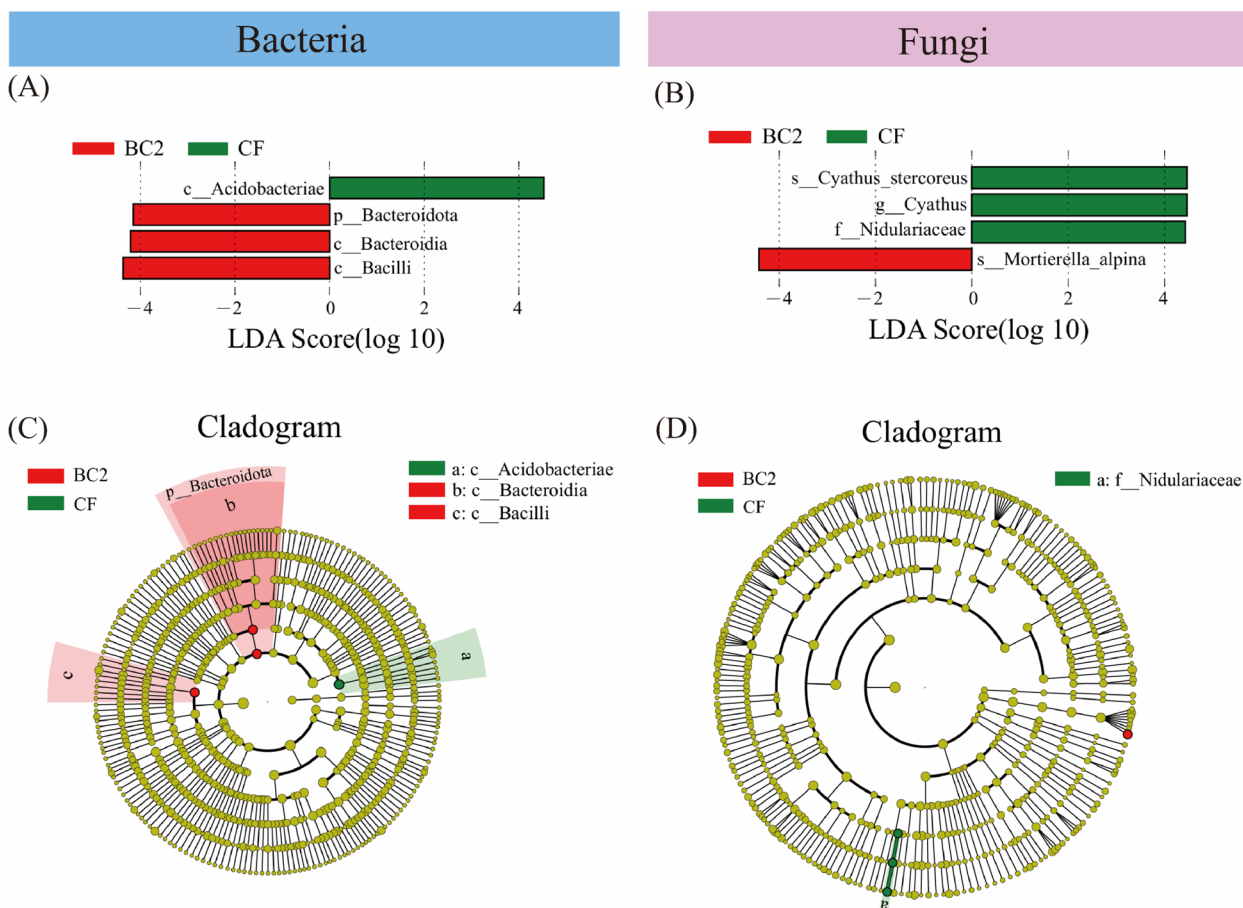 Bacteria
Fungi
(A)
BC2 CF
c__Acidobacteriae
p__Bacteroidota
c__Bacteroidia
c__Bacilli
−4 −2 0 2 4
LDA Score(log 10)
(B)
BC2 CF
s__Cyathus_stercoreus
g__Cyathus
f__Nidulariaceae
s__Mortierella_alpina
−4 −2 0 2 4
LDA Score(log 10)
(C)
Cladogram
BC2
CF
a: c__Acidobacteriae
b: c__Bacteroidia
c: c__Bacilli
p__Bacteroidota
b
c
a
(D)
Cladogram
BC2
CF
a: f__Nidulariaceae
a